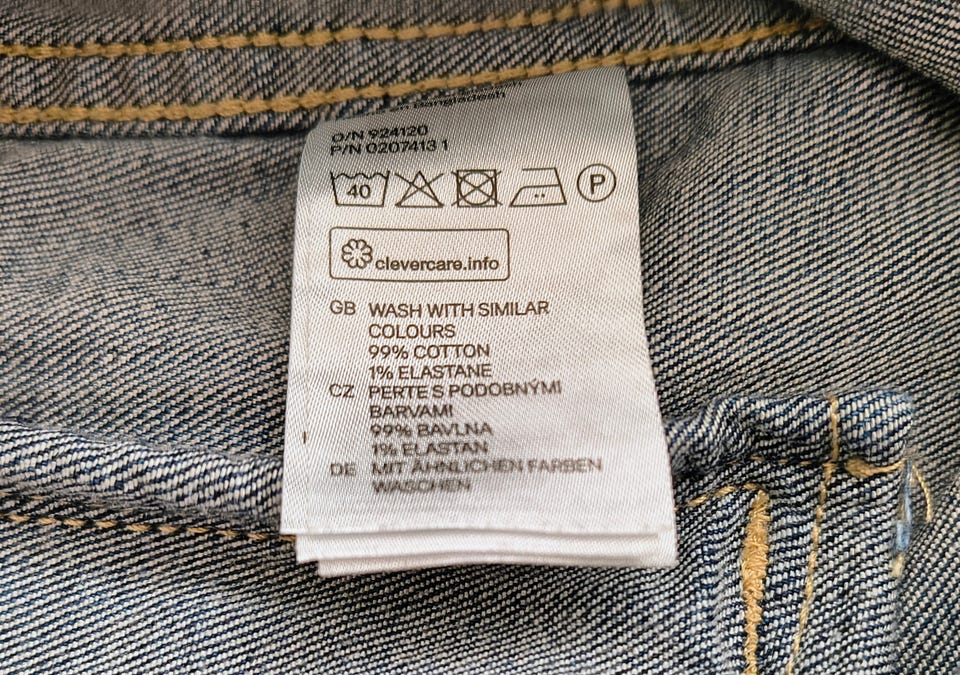 Bangladesh
O/N 924120
P/N 0207413 1
40 P
clevercare.info
GB WASH WITH SIMILAR
COLOURS
99% COTTON
1% ELASTANE
CZ PERTE S PODOBNÝMI
BARVAMI
99% BAVLNA
1% ELASTAN
DE MIT ÄHNLICHEN FARBEN
WASCHEN